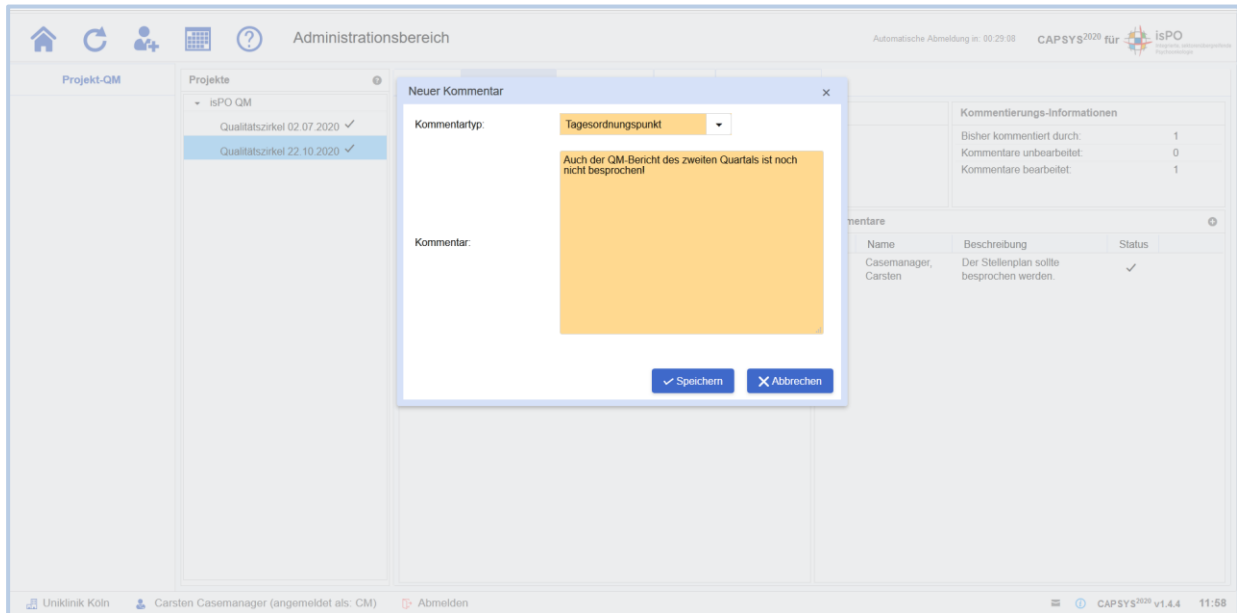 Administrationsbereich
Automatische Abmeldung in: 00:29:08
CAPSYS2020 für isPO
Projekt-QM
Projekte
isPO QM
Qualitätszirkel 02.07.2020
Qualitätszirkel 22.10.2020
Neuer Kommentar
Kommentartyp:
Tagesordnungspunkt
Kommentar:
Auch der QM-Bericht des zweiten Quartals ist noch
nicht besprochen!
Speichern
Abbrechen
Kommentierungs-Informationen
Bisher kommentiert durch: 1
Kommentare unbearbeitet: 0
Kommentare bearbeitet: 1
mentare
Name Beschreibung Status
Casemanager, Der Stellenplan sollte
Carsten besprochen werden.
Uniklinik Köln Carsten Casemanager (angemeldet als: CM) Abmelden CAPSYS2020 v1.4.4 11:58